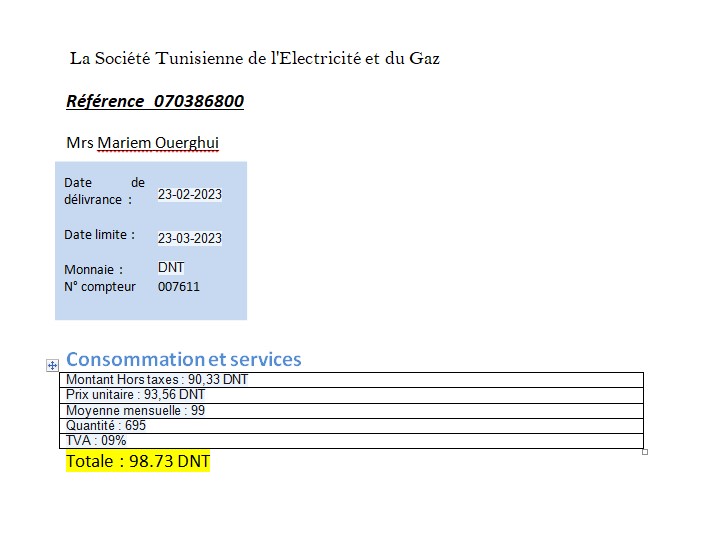 La Société Tunisienne de l'Electricité et du Gaz
Référence 070386800
Mrs Mariem Ouerghui
Date de
délivrance : 23-02-2023
Date limite : 23-03-2023
Monnaie : DNT
N° compteur 007611
Consommation et services
Montant Hors taxes : 90,33 DNT
Prix unitaire : 93,56 DNT
Moyenne mensuelle : 99
Quantité : 695
TVA : 09%
Totale : 98.73 DNT